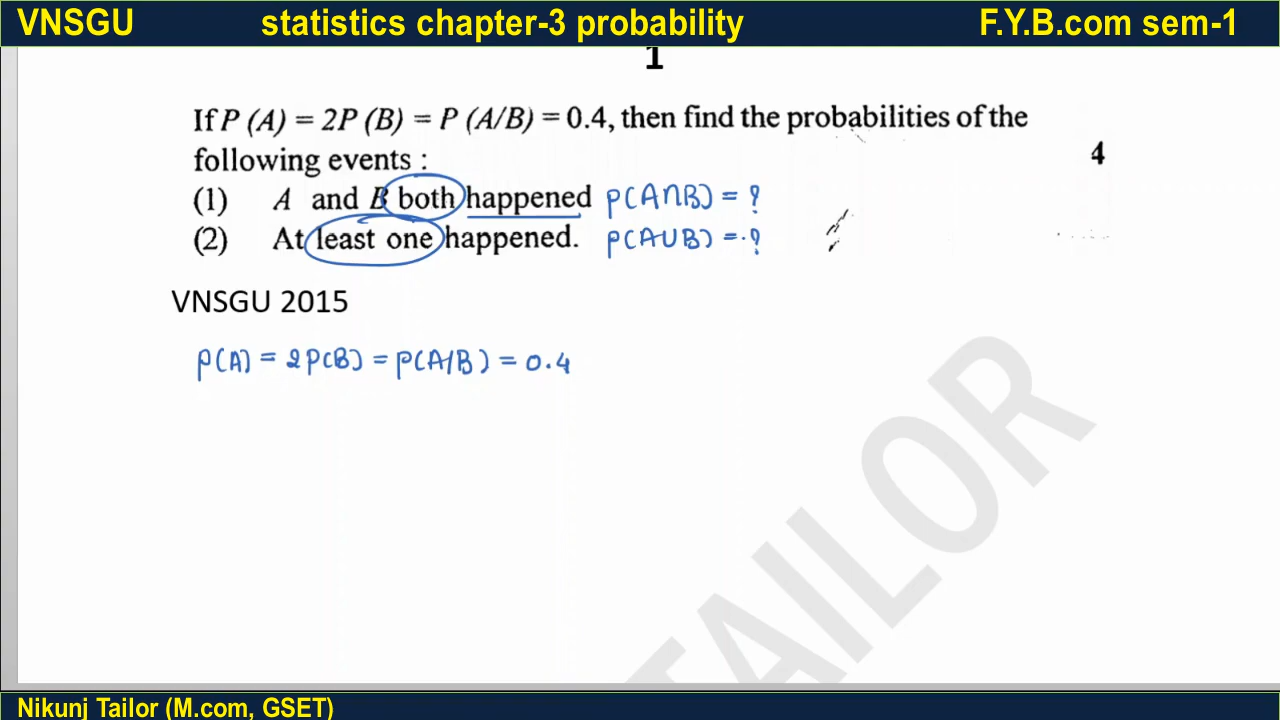 VNSGU statistics chapter-3 probability F.Y.B.com sem-1
1
If P (A) = 2P (B) = P (A/B) = 0.4, then find the probabilities of the
following events :
4
(1) A and B both happened P(A∩B) = ?
(2) At least one happened. P(A∪B) = ?
VNSGU 2015
P(A) = 2P(B) = P(A/B) = 0.4
TAILOR
Nikunj Tailor (M.com, GSET)